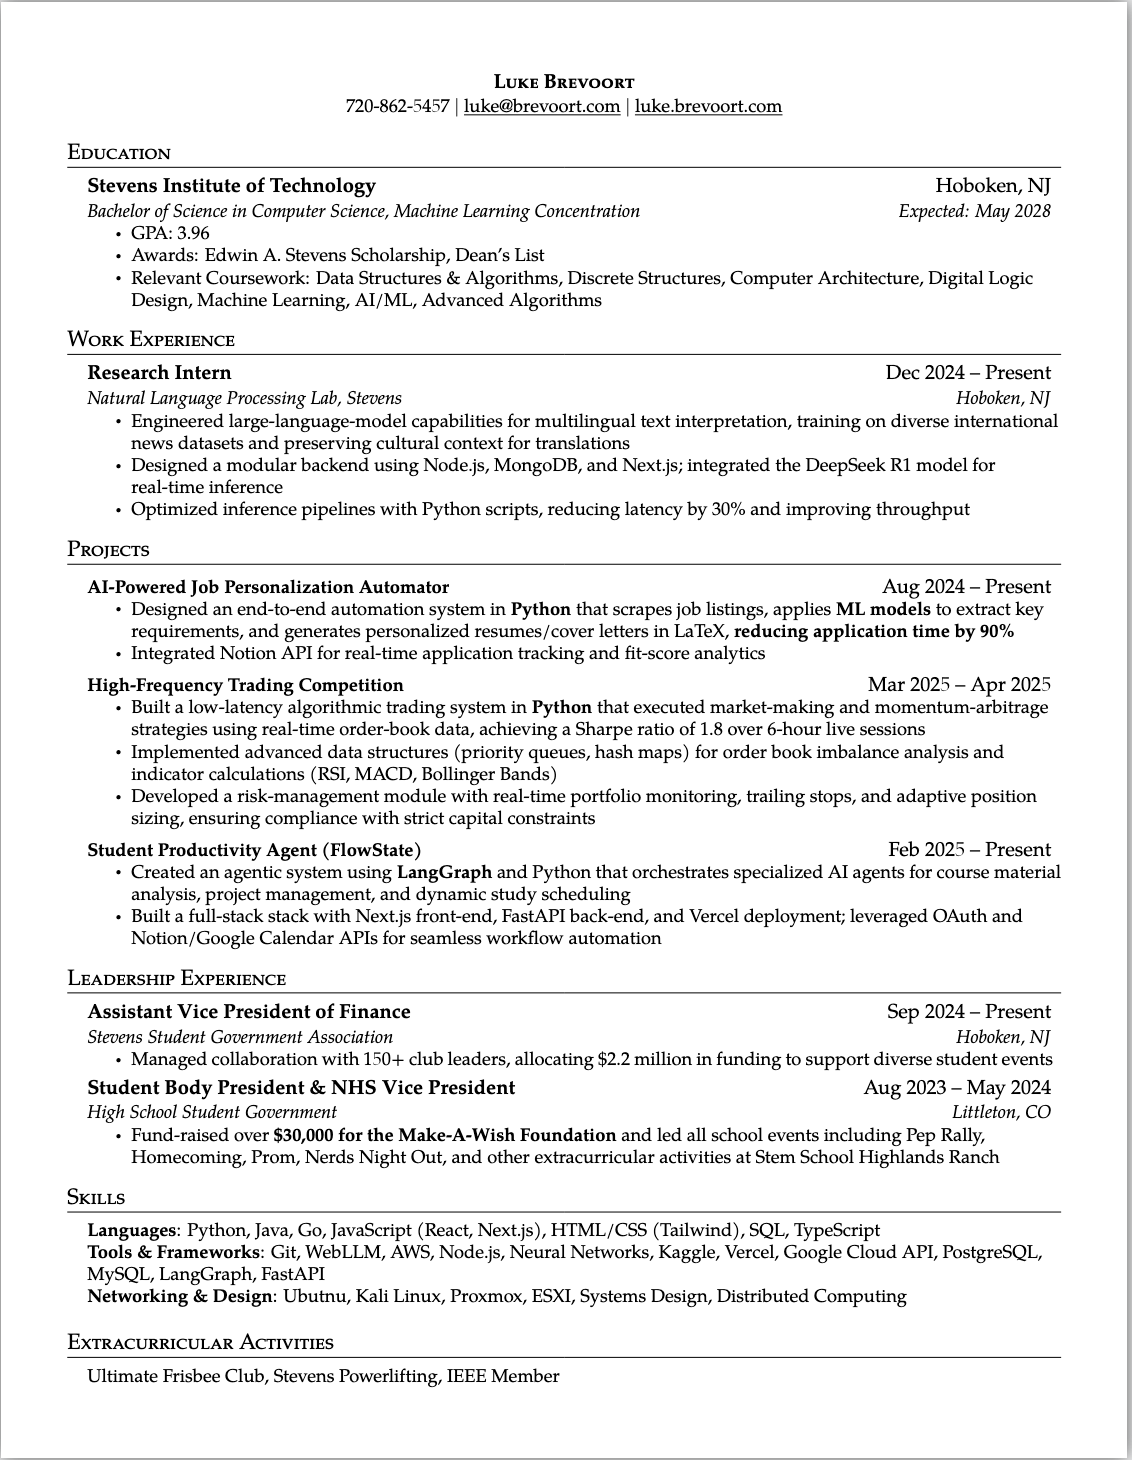 Luke Brevoort
720-862-5457 | luke@brevoort.com | luke.brevoort.com
Education
Stevens Institute of Technology Hoboken, NJ
Bachelor of Science in Computer Science, Machine Learning Concentration Expected: May 2028
• GPA: 3.96
• Awards: Edwin A. Stevens Scholarship, Dean's List
• Relevant Coursework: Data Structures & Algorithms, Discrete Structures, Computer Architecture, Digital Logic
Design, Machine Learning, AI/ML, Advanced Algorithms
Work Experience
Research Intern Dec 2024 – Present
Natural Language Processing Lab, Stevens Hoboken, NJ
• Engineered large-language-model capabilities for multilingual text interpretation, training on diverse international
news datasets and preserving cultural context for translations
• Designed a modular backend using Node.js, MongoDB, and Next.js; integrated the DeepSeek R1 model for
real-time inference
• Optimized inference pipelines with Python scripts, reducing latency by 30% and improving throughput
Projects
AI-Powered Job Personalization Automator Aug 2024 – Present
• Designed an end-to-end automation system in Python that scrapes job listings, applies ML models to extract key
requirements, and generates personalized resumes/cover letters in LaTeX, reducing application time by 90%
• Integrated Notion API for real-time application tracking and fit-score analytics
High-Frequency Trading Competition Mar 2025 – Apr 2025
• Built a low-latency algorithmic trading system in Python that executed market-making and momentum-arbitrage
strategies using real-time order-book data, achieving a Sharpe ratio of 1.8 over 6-hour live sessions
• Implemented advanced data structures (priority queues, hash maps) for order book imbalance analysis and
indicator calculations (RSI, MACD, Bollinger Bands)
• Developed a risk-management module with real-time portfolio monitoring, trailing stops, and adaptive position
sizing, ensuring compliance with strict capital constraints
Student Productivity Agent (FlowState) Feb 2025 – Present
• Created an agentic system using LangGraph and Python that orchestrates specialized AI agents for course material
analysis, project management, and dynamic study scheduling
• Built a full-stack stack with Next.js front-end, FastAPI back-end, and Vercel deployment; leveraged OAuth and
Notion/Google Calendar APIs for seamless workflow automation
Leadership Experience
Assistant Vice President of Finance Sep 2024 – Present
Stevens Student Government Association Hoboken, NJ
• Managed collaboration with 150+ club leaders, allocating $2.2 million in funding to support diverse student events
Student Body President & NHS Vice President Aug 2023 – May 2024
High School Student Government Littleton, CO
• Fund-raised over $30,000 for the Make-A-Wish Foundation and led all school events including Pep Rally,
Homecoming, Prom, Nerds Night Out, and other extracurricular activities at Stem School Highlands Ranch
Skills
Languages: Python, Java, Go, JavaScript (React, Next.js), HTML/CSS (Tailwind), SQL, TypeScript
Tools & Frameworks: Git, WebLLM, AWS, Node.js, Neural Networks, Kaggle, Vercel, Google Cloud API, PostgreSQL,
MySQL, LangGraph, FastAPI
Networking & Design: Ubutnu, Kali Linux, Proxmox, ESXI, Systems Design, Distributed Computing
Extracurricular Activities
Ultimate Frisbee Club, Stevens Powerlifting, IEEE Member